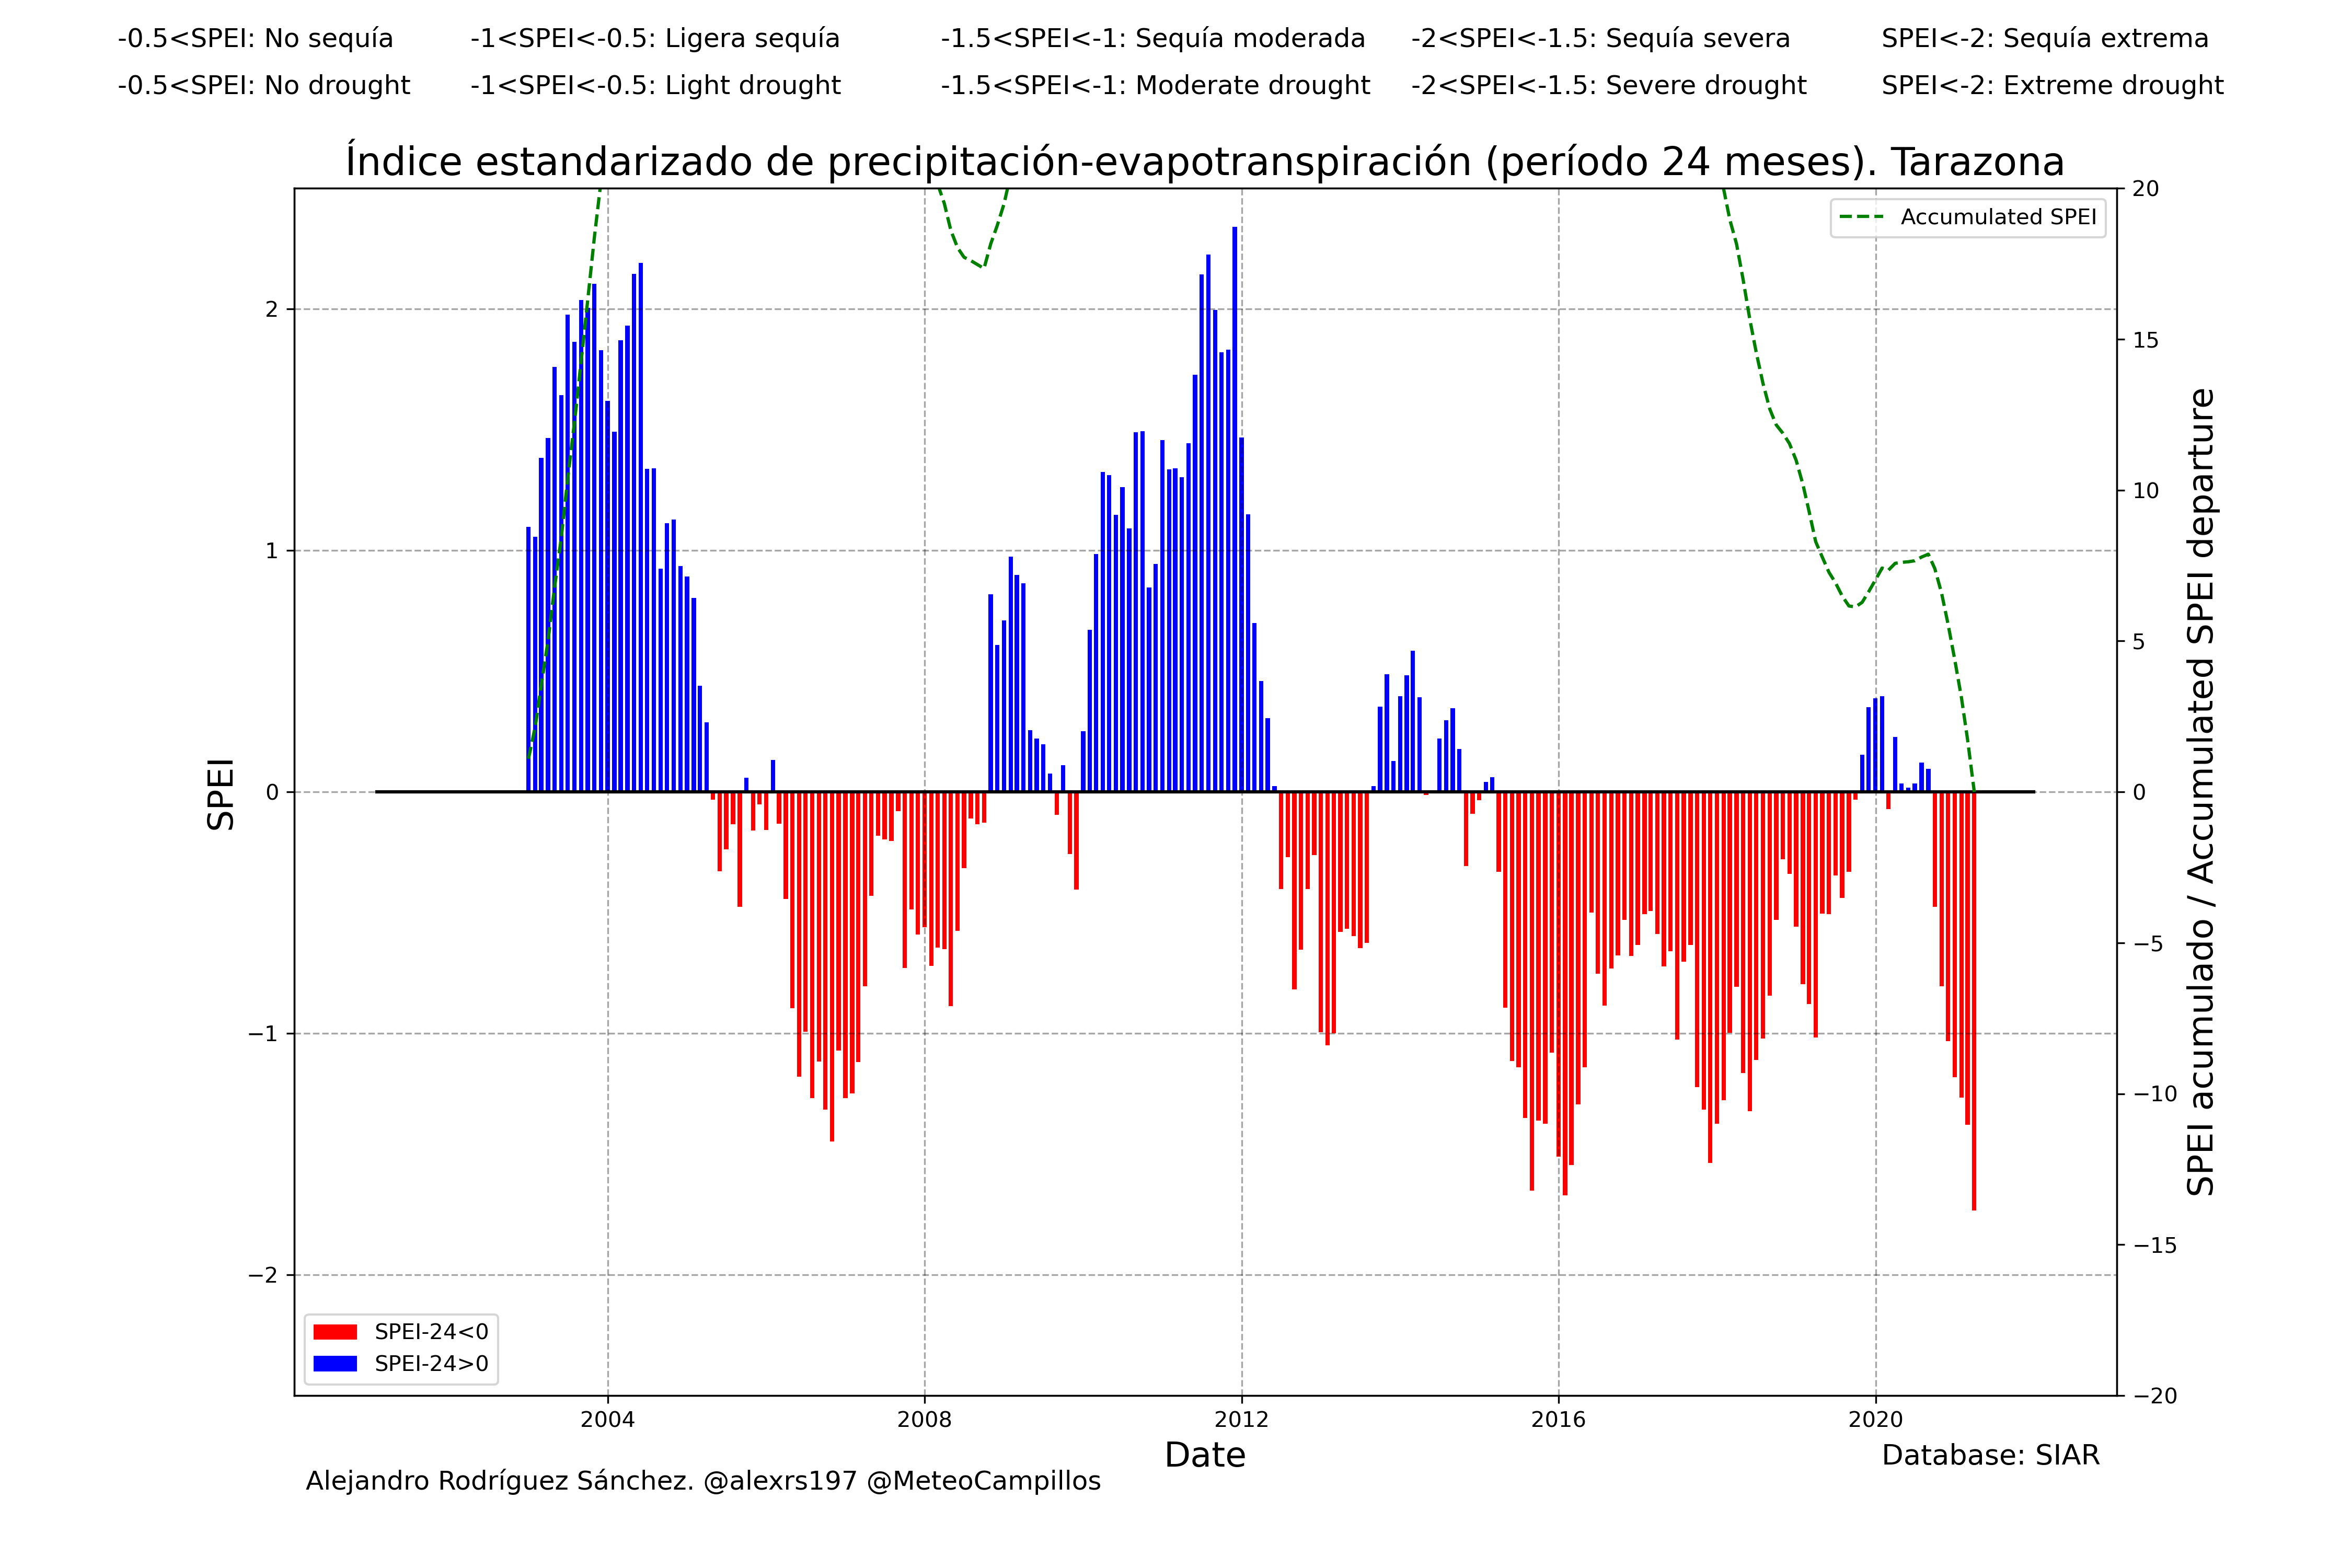 -0.5<SPEI: No sequía -1<SPEI<-0.5: Ligera sequía -1.5<SPEI<-1: Sequía moderada -2<SPEI<-1.5: Sequía severa SPEI<-2: Sequía extrema
-0.5<SPEI: No drought -1<SPEI<-0.5: Light drought -1.5<SPEI<-1: Moderate drought -2<SPEI<-1.5: Severe drought SPEI<-2: Extreme drought
Índice estandarizado de precipitación-evapotranspiración (período 24 meses). Tarazona
Accumulated SPEI
SPEI
2
1
0
−1
−2
20
15
10
5
0
−5
−10
−15
−20
SPEI acumulado / Accumulated SPEI departure
SPEI-24<0
SPEI-24>0
2004 2008 2012 2016 2020
Date
Database: SIAR
Alejandro Rodríguez Sánchez. @alexrs197 @MeteoCampillos